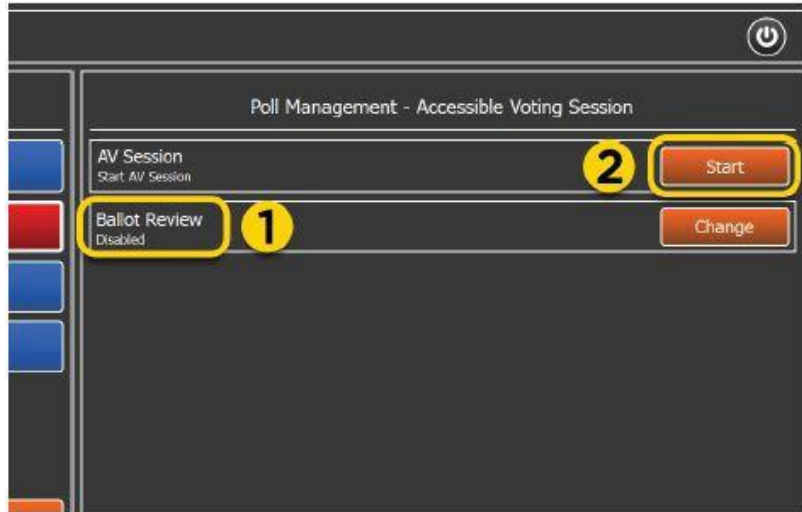 Poll Management - Accessible Voting Session
AV Session
Start AV Session
2
Start
Ballot Review
Disabled
1
Change